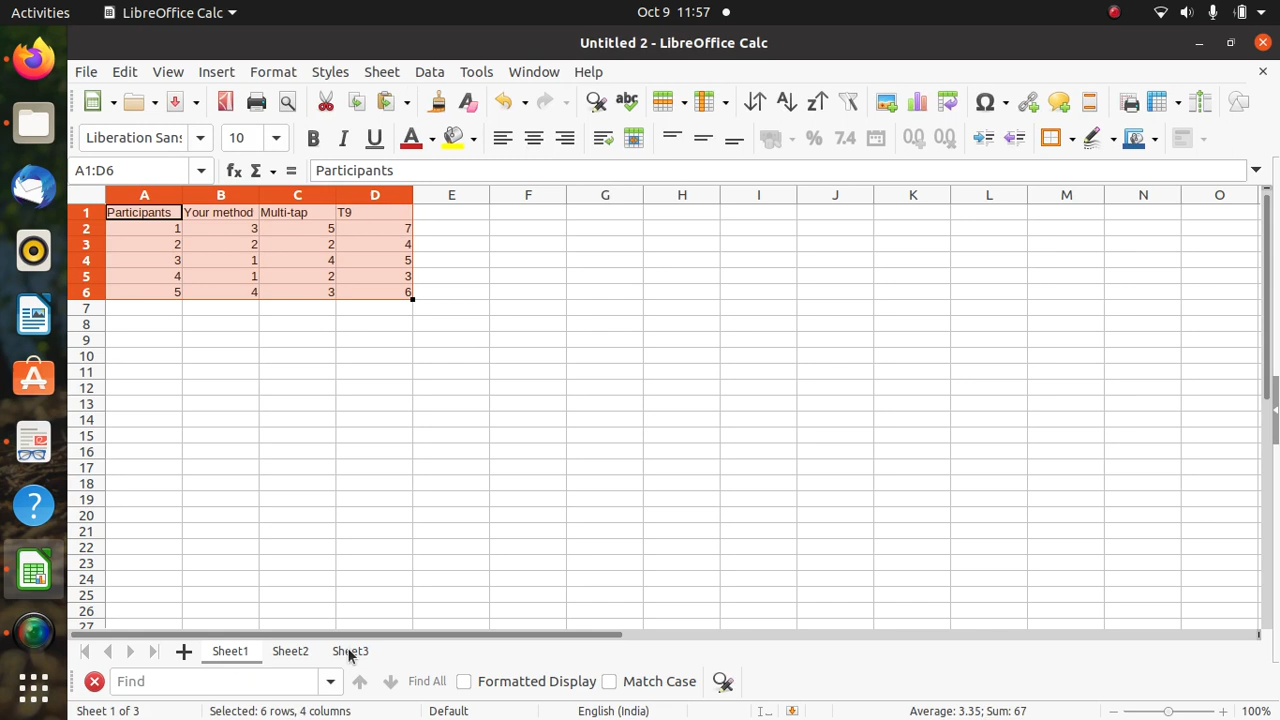 Activities LibreOffice Calc Oct 9 11:57
Untitled 2 - LibreOffice Calc
File Edit View Insert Format Styles Sheet Data Tools Window Help
Liberation Sans 10
A1:D6 Participants
A B C D E F G H I J K L M N O
1 Participants Your method Multi-tap T9
2 1 3 5 7
3 2 2 2 4
4 3 1 4 5
5 4 1 2 3
6 5 4 3 6
7
8
9
10
11
12
13
14
15
16
17
18
19
20
21
22
23
24
25
26
27
Sheet1 Sheet2 Sheet3
Find Find All Formatted Display Match Case
Sheet 1 of 3 Selected: 6 rows, 4 columns Default English (India) Average: 3.35; Sum: 67 100%